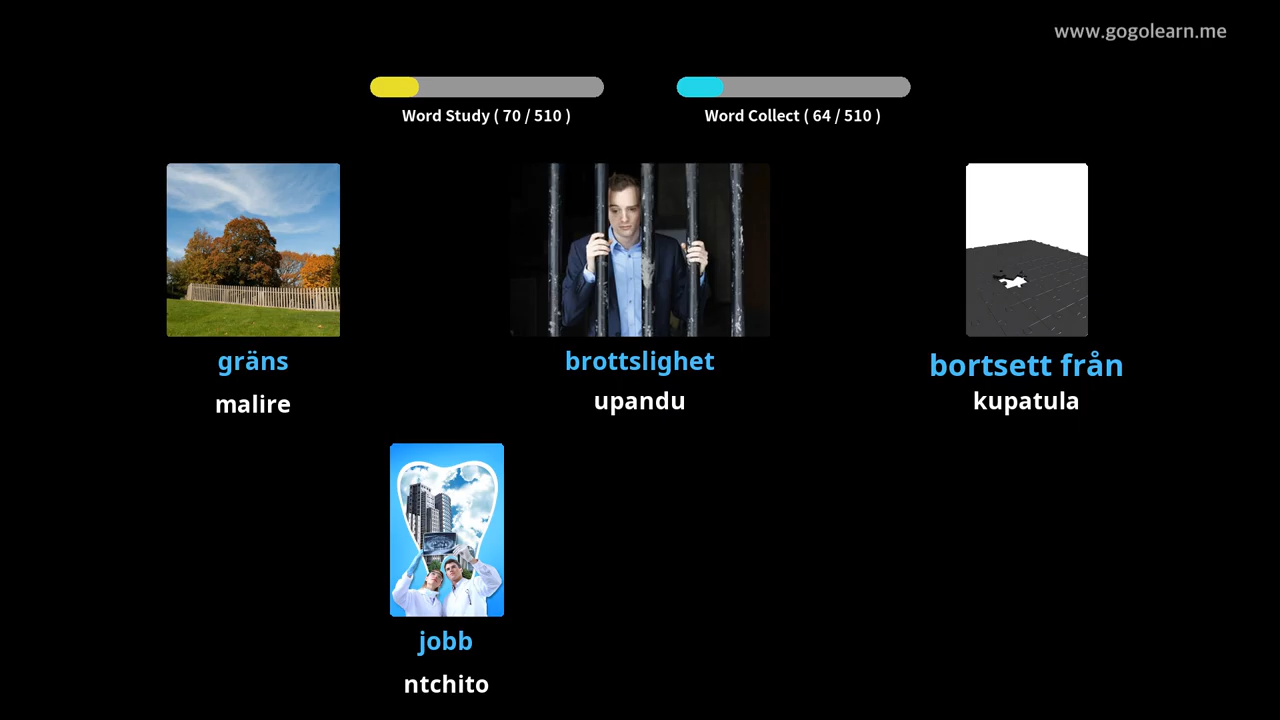 www.gogolearn.me
Word Study ( 70 / 510 )
Word Collect ( 64 / 510 )
gräns
malire
brottslighet
upandu
bortsett från
kupatula
jobb
ntchito